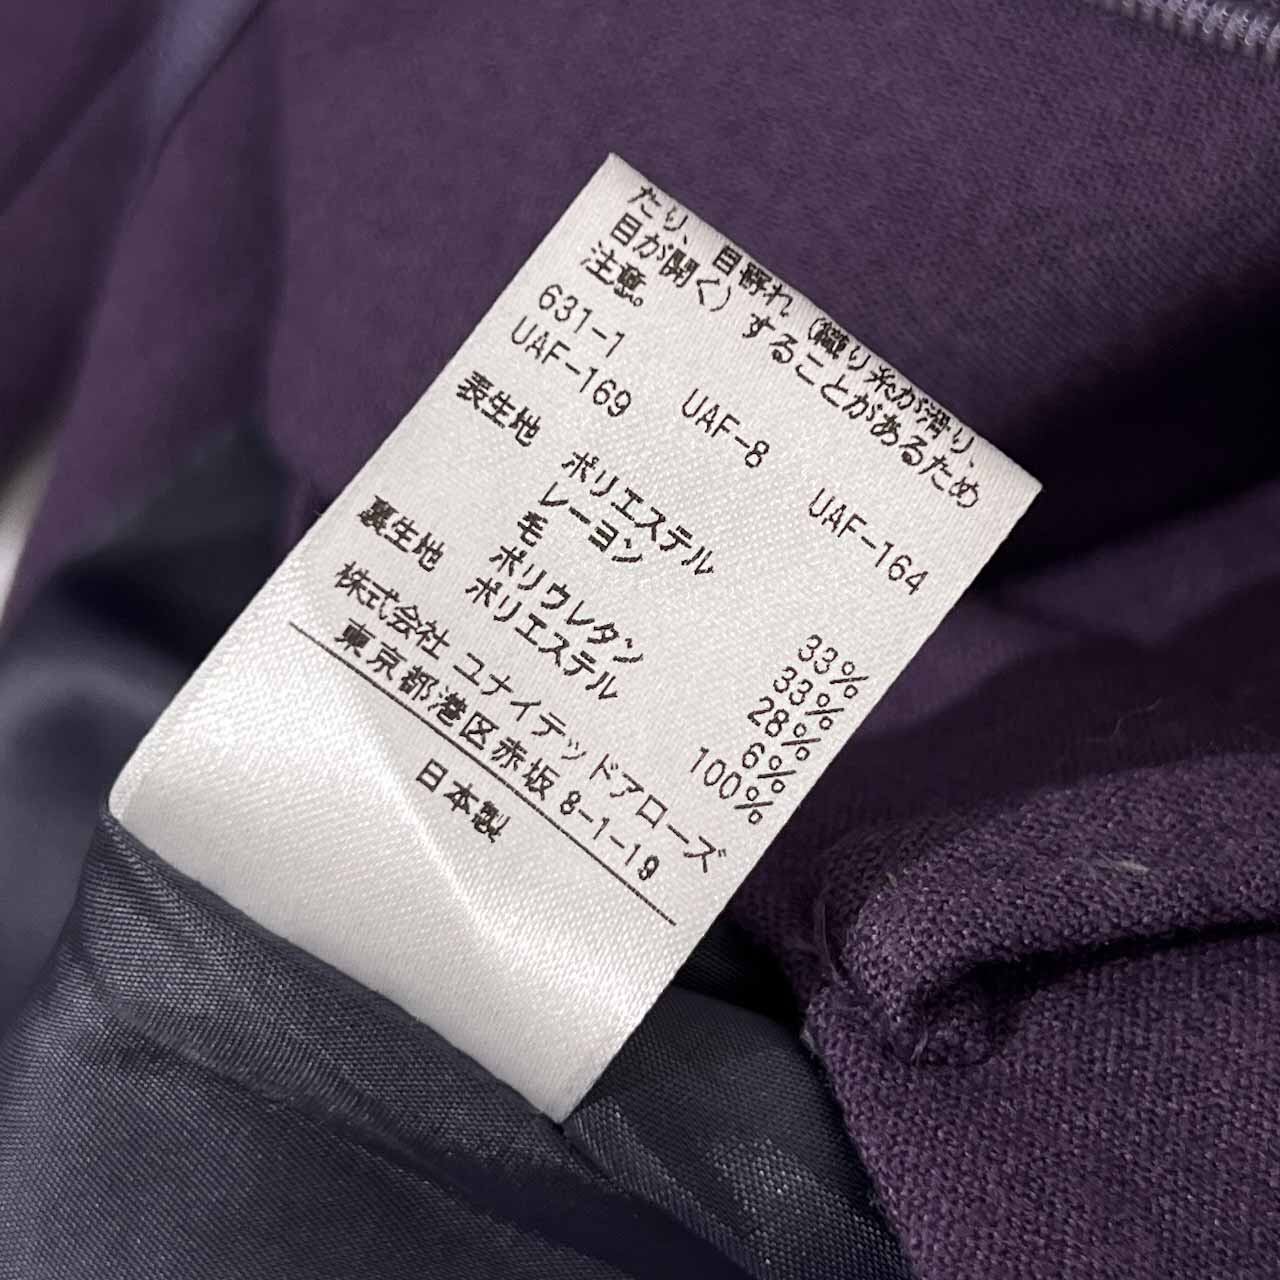 たり、目寄れ（織り糸が滑り、
目が開く）することがあるため
注意。
631-1
UAF-169 UAF-8 UAF-164
表生地 ポリエステル 33%
レーヨン 33%
毛 28%
ポリウレタン 6%
裏生地 ポリエステル 100%
株式会社 ユナイテッドアローズ
東京都港区赤坂 8-1-19
日本製